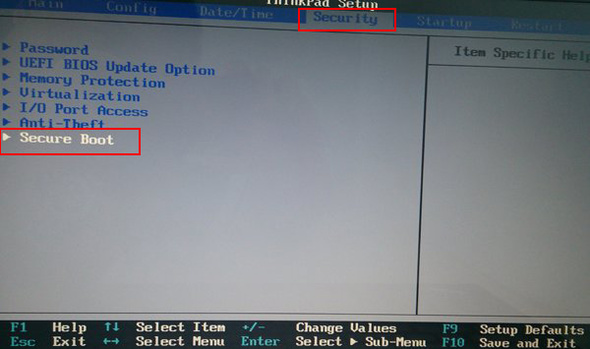 ThinkPad Setup
Main Config Date/Time Security Startup Restart
Item Specific Help
Password
UEFI BIOS Update Option
Memory Protection
Virtualization
I/O Port Access
Anti-Theft
Secure Boot
F1 Help ↑↓ Select Item +/- Change Values F9 Setup Defaults
Esc Exit ↔ Select Menu Enter Select ▶ Sub-Menu F10 Save and Exit